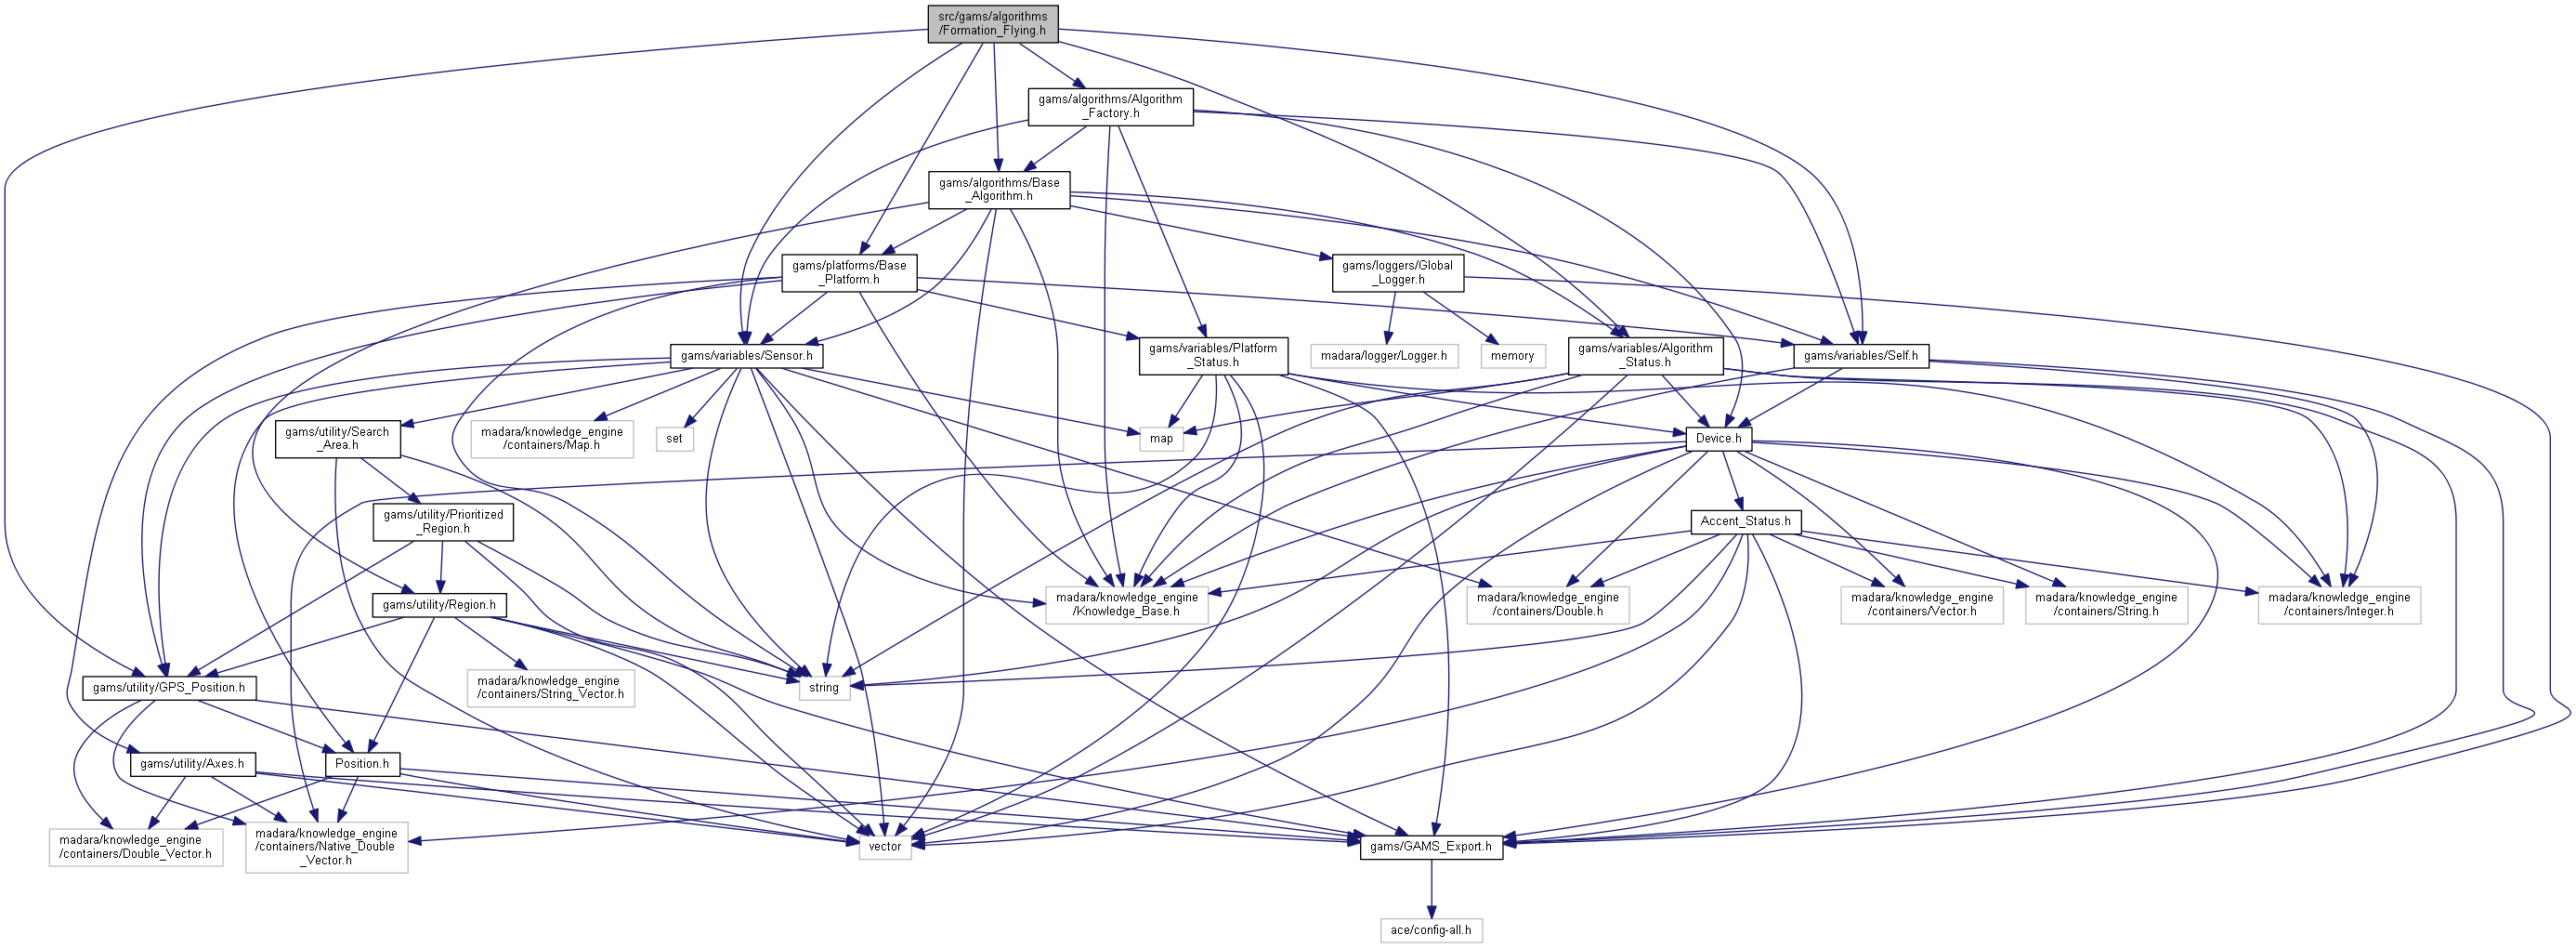 src/gams/algorithms
/Formation_Flying.h
gams/algorithms/Algorithm
_Factory.h
gams/algorithms/Base
_Algorithm.h
gams/platforms/Base
_Platform.h
gams/loggers/Global
_Logger.h
gams/variables/Sensor.h
gams/variables/Platform
_Status.h
madara/logger/Logger.h
memory
gams/variables/Algorithm
_Status.h
gams/variables/Self.h
gams/utility/Search
_Area.h
madara/knowledge_engine
/containers/Map.h
set
map
Device.h
gams/utility/Prioritized
_Region.h
Accent_Status.h
gams/utility/Region.h
madara/knowledge_engine
/Knowledge_Base.h
madara/knowledge_engine
/containers/Double.h
madara/knowledge_engine
/containers/Vector.h
madara/knowledge_engine
/containers/String.h
madara/knowledge_engine
/containers/Integer.h
gams/utility/GPS_Position.h
madara/knowledge_engine
/containers/String_Vector.h
string
gams/utility/Axes.h
Position.h
madara/knowledge_engine
/containers/Double_Vector.h
madara/knowledge_engine
/containers/Native_Double
_Vector.h
vector
gams/GAMS_Export.h
ace/config-all.h